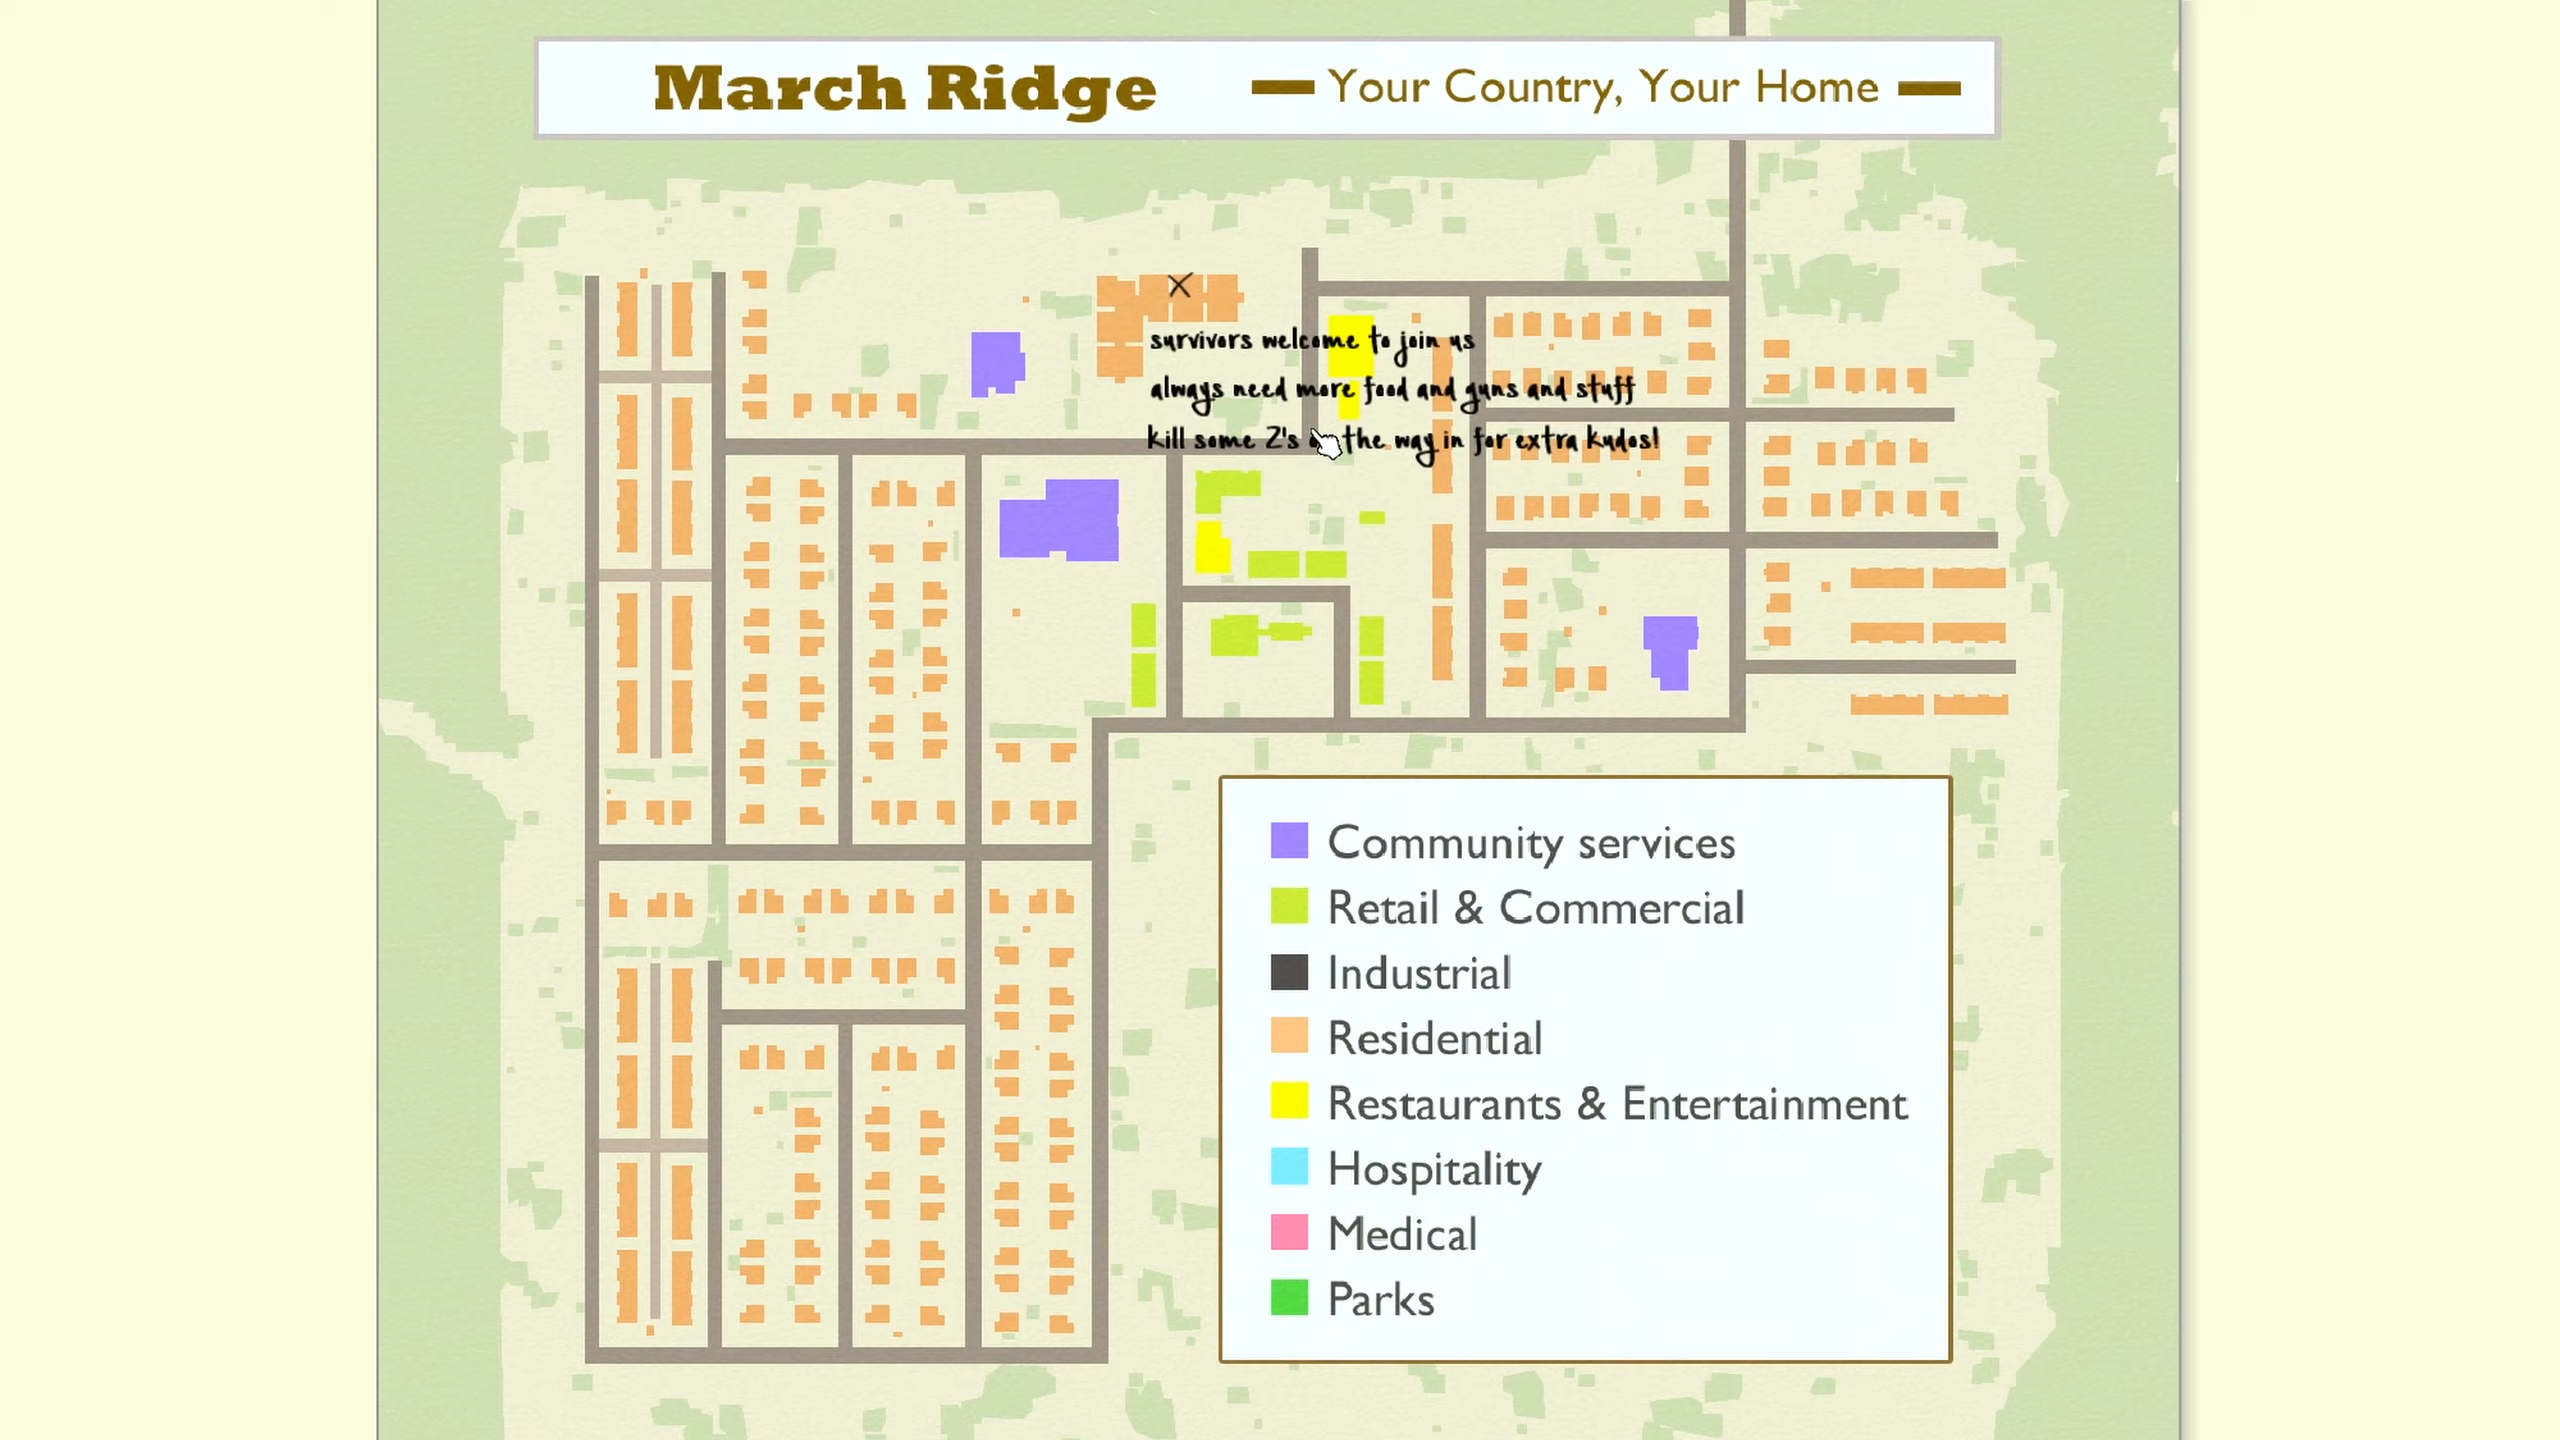 March Ridge
Your Country, Your Home
survivors welcome to join us
always need more food and guns and stuff
kill some Z's the way in for extra kudos!
Community services
Retail & Commercial
Industrial
Residential
Restaurants & Entertainment
Hospitality
Medical
Parks